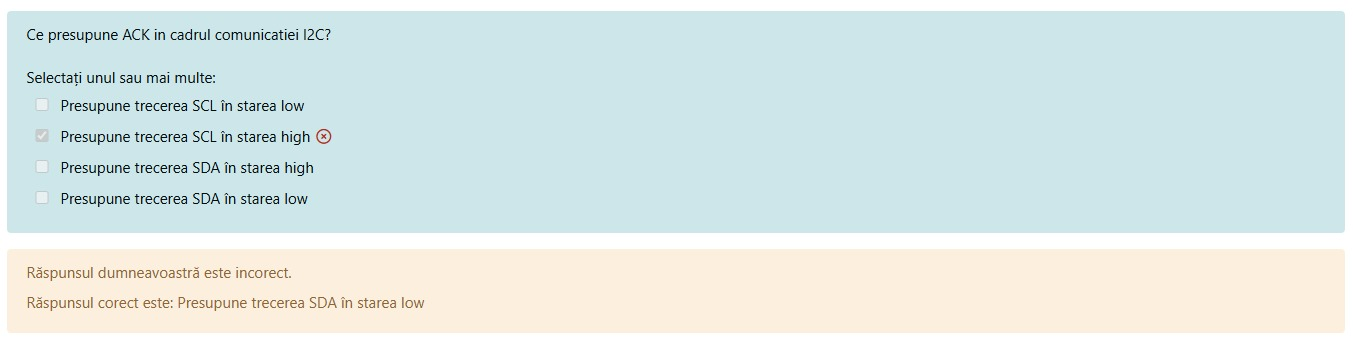 Ce presupune ACK in cadrul comunicatiei I2C?
Selectați unul sau mai multe:
Presupune trecerea SCL în starea low
Presupune trecerea SCL în starea high
Presupune trecerea SDA în starea high
Presupune trecerea SDA în starea low
Răspunsul dumneavoastră este incorect.
Răspunsul corect este: Presupune trecerea SDA în starea low